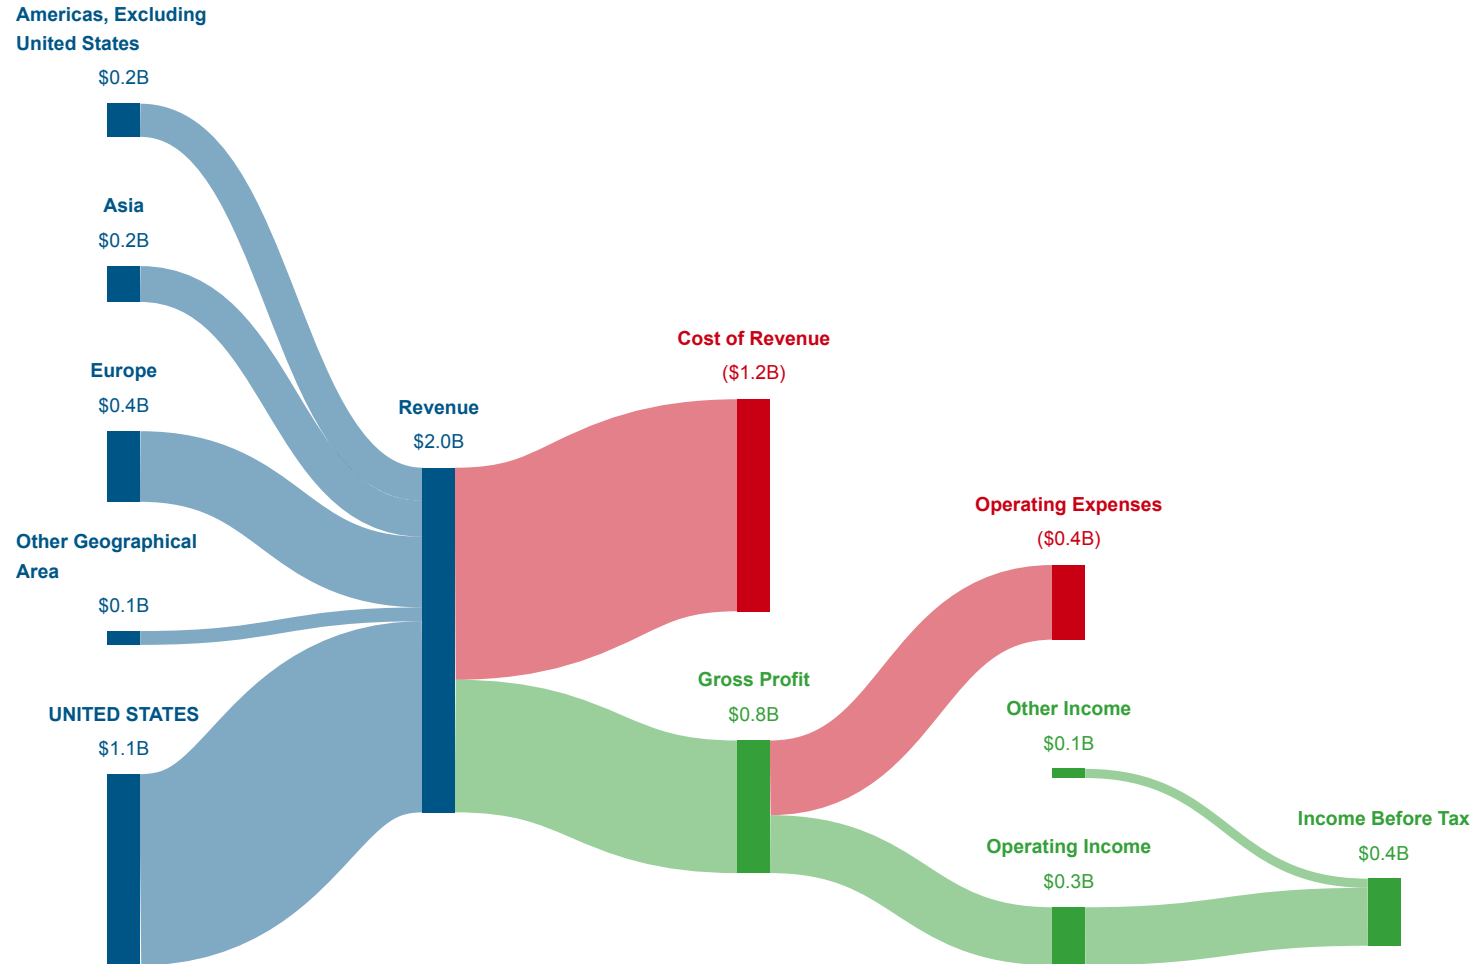 Americas, Excluding
United States
$0.2B
Asia
$0.2B
Europe
$0.4B
Other Geographical
Area
$0.1B
UNITED STATES
$1.1B
Revenue
$2.0B
Cost of Revenue
($1.2B)
Gross Profit
$0.8B
Operating Expenses
($0.4B)
Other Income
$0.1B
Operating Income
$0.3B
Income Before Tax
$0.4B